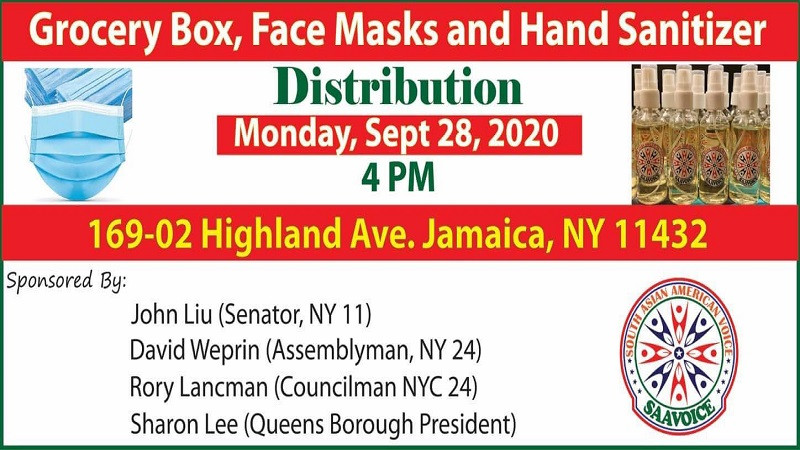 Grocery Box, Face Masks and Hand Sanitizer
Distribution
Monday, Sept 28, 2020
4 PM
169-02 Highland Ave. Jamaica, NY 11432
Sponsored By:
John Liu (Senator, NY 11)
David Weprin (Assemblyman, NY 24)
Rory Lancman (Councilman NYC 24)
Sharon Lee (Queens Borough President)
SOUTH ASIAN AMERICAN VOICE
SAAVOICE